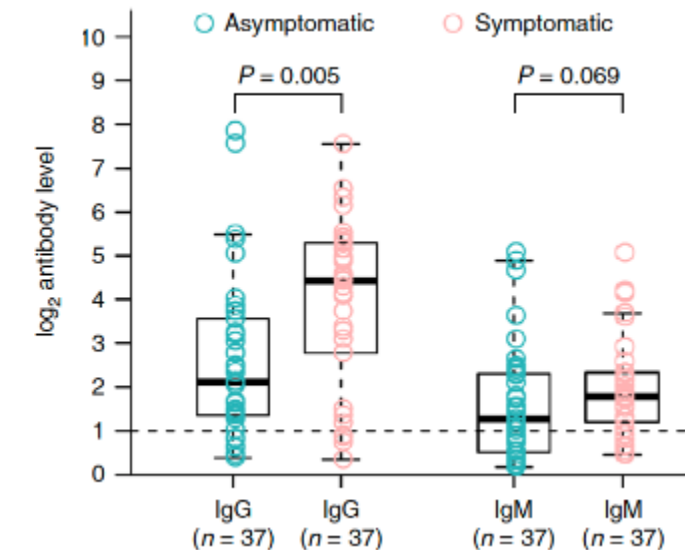 Asymptomatic Symptomatic
10
9
8
7
6
5
4
3
2
1
0
log2 antibody level
P = 0.005 P = 0.069
IgG IgG IgM IgM
(n = 37) (n = 37) (n = 37) (n = 37)